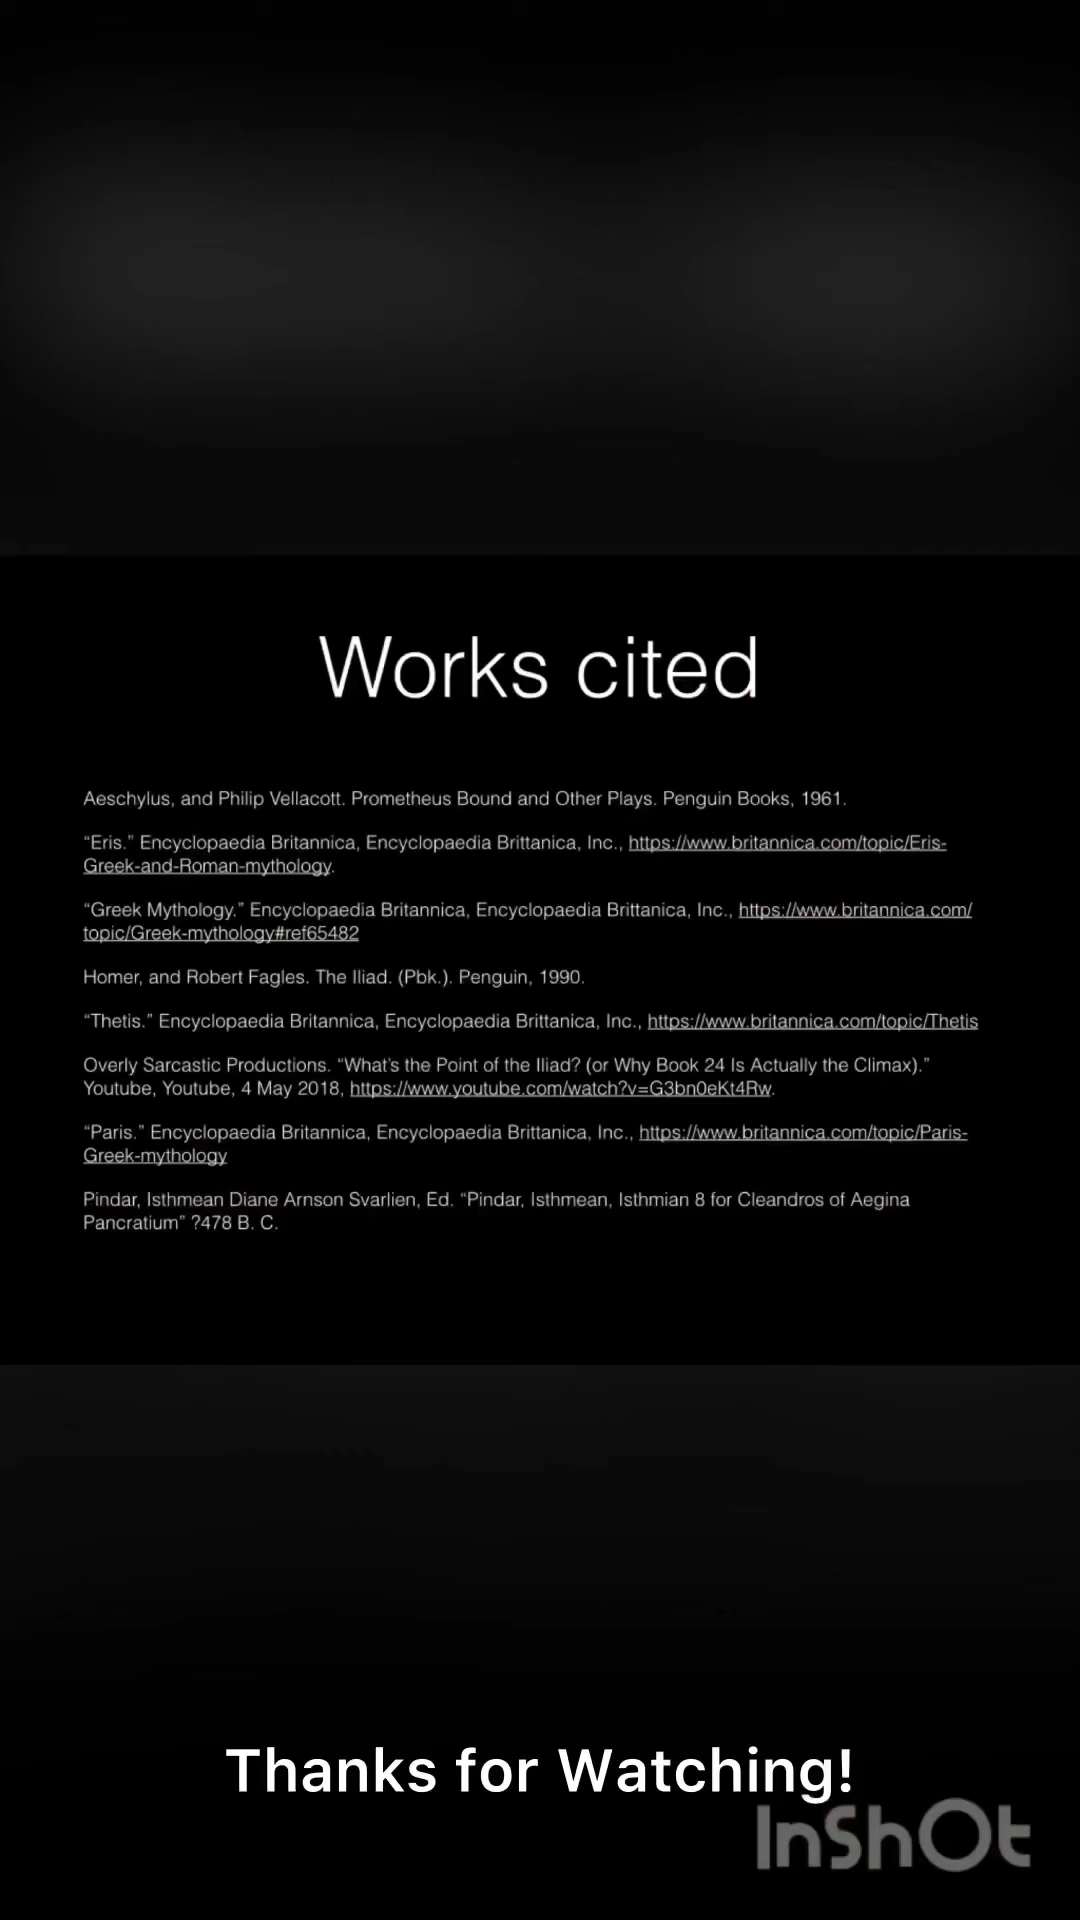 Works cited
Aeschylus, and Philip Vellacott. Prometheus Bound and Other Plays. Penguin Books, 1961.
“Eris.” Encyclopaedia Britannica, Encyclopaedia Brittanica, Inc., https://www.britannica.com/topic/Eris-
Greek-and-Roman-mythology.
“Greek Mythology.” Encyclopaedia Britannica, Encyclopaedia Brittanica, Inc., https://www.britannica.com/
topic/Greek-mythology#ref65482
Homer, and Robert Fagles. The Iliad. (Pbk.). Penguin, 1990.
“Thetis.” Encyclopaedia Britannica, Encyclopaedia Brittanica, Inc., https://www.britannica.com/topic/Thetis
Overly Sarcastic Productions. “What’s the Point of the Iliad? (or Why Book 24 Is Actually the Climax).”
Youtube, Youtube, 4 May 2018, https://www.youtube.com/watch?v=G3bn0eKt4Rw.
“Paris.” Encyclopaedia Britannica, Encyclopaedia Brittanica, Inc., https://www.britannica.com/topic/Paris-
Greek-mythology
Pindar, Isthmean Diane Arnson Svarlien, Ed. “Pindar, Isthmean, Isthmian 8 for Cleandros of Aegina
Pancratium” ?478 B. C.
Thanks for Watching!
InShOt